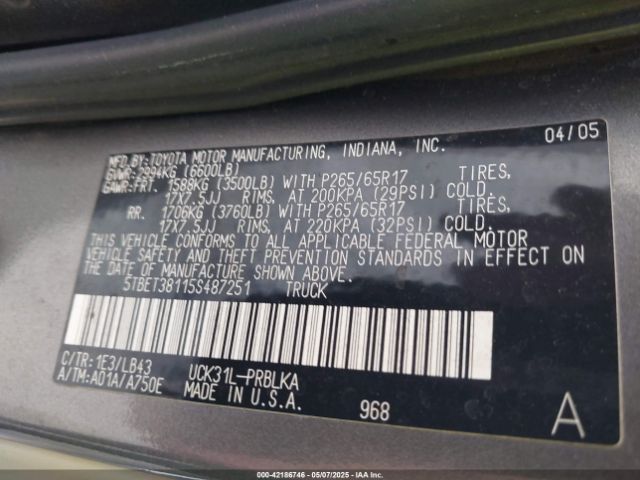 MFD. BY:TOYOTA MOTOR MANUFACTURING, INDIANA, INC. 04/05
GVWR:2994KG (6600LB)
GAWR:FRT. 1588KG (3500LB) WITH P265/65R17 TIRES,
17X7.5JJ RIMS, AT 200KPA (29PSI) COLD.
RR. 1706KG (3760LB) WITH P265/65R17 TIRES,
17X7.5JJ RIMS, AT 220KPA (32PSI) COLD.
THIS VEHICLE CONFORMS TO ALL APPLICABLE FEDERAL MOTOR
VEHICLE SAFETY AND THEFT PREVENTION STANDARDS IN EFFECT ON
THE DATE OF MANUFACTURE SHOWN ABOVE.
5TBET38115S487251 TRUCK
C/TR:1E3/LB43 UCK31L-PRBLKA
A/TM:A01A/A750E MADE IN U.S.A. 968 A
000-42186746 - 05/07/2025 - IAAI.com